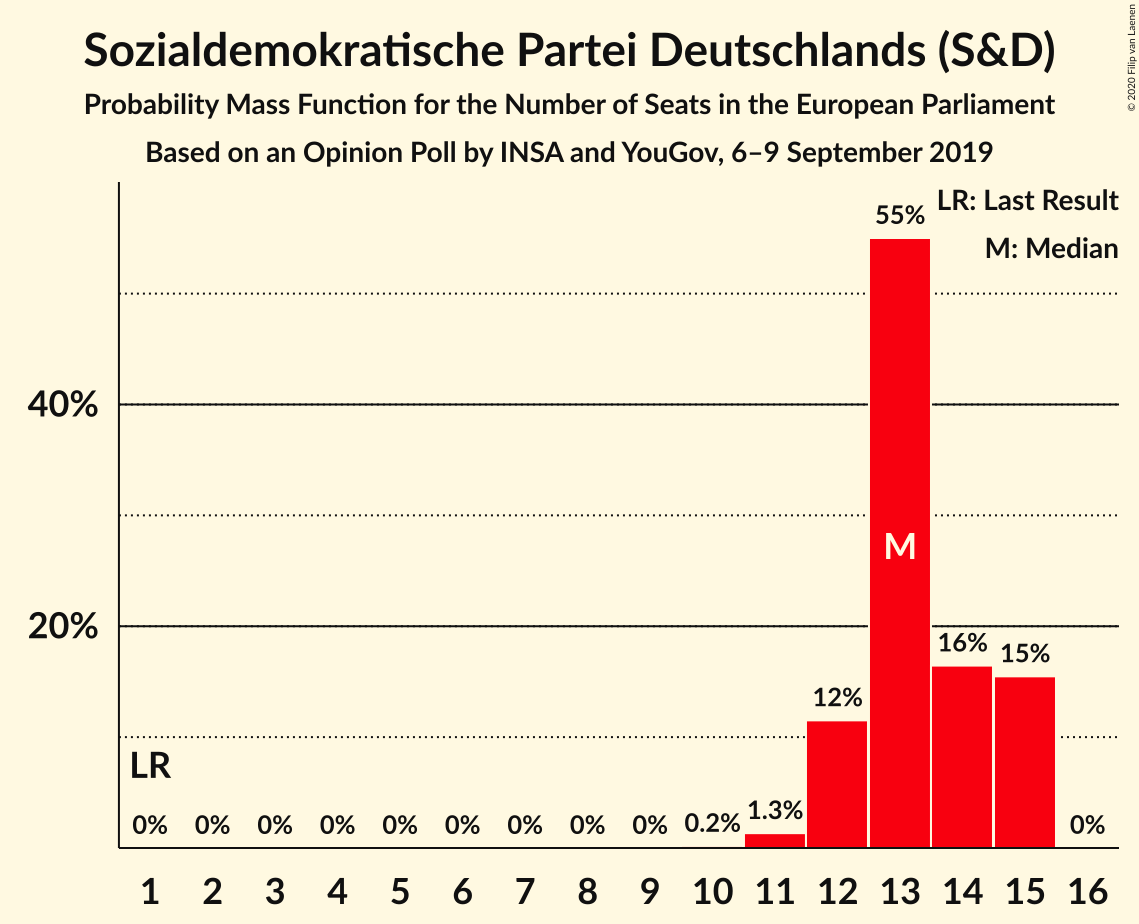 Sozialdemokratische Partei Deutschlands (S&D)
Probability Mass Function for the Number of Seats in the European Parliament
Based on an Opinion Poll by INSA and YouGov, 6–9 September 2019
© 2020 Filip van Laenen
LR: Last Result
M: Median
55%
40%
M
20%
16%
15%
12%
LR
1.3%
0% 0% 0% 0% 0% 0% 0% 0% 0% 0.2% 0%
1 2 3 4 5 6 7 8 9 10 11 12 13 14 15 16